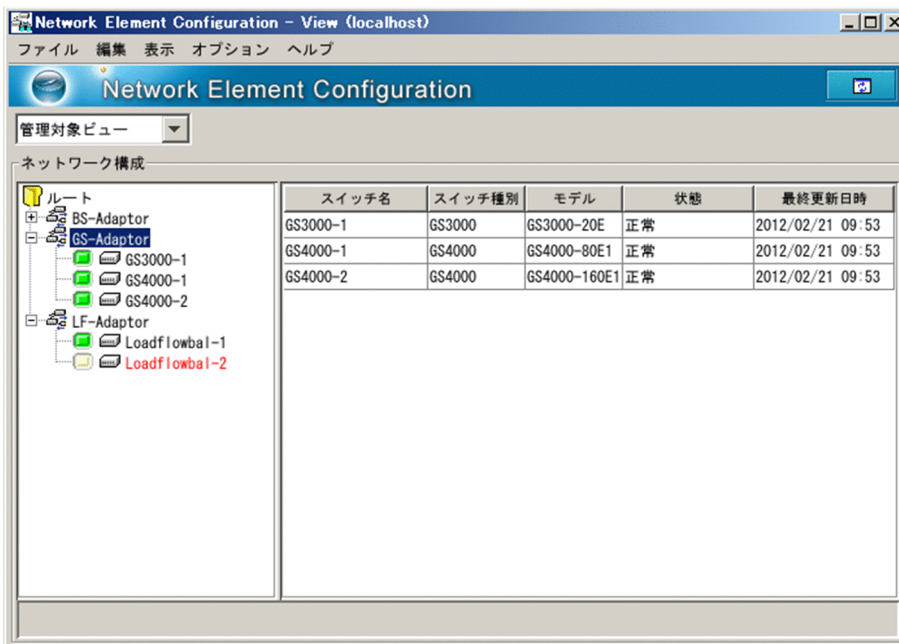 Network Element Configuration - View (localhost)
ファイル 編集 表示 オプション ヘルプ
Network Element Configuration
管理対象ビュー
ネットワーク構成
ルート
BS-Adaptor
GS-Adaptor
GS3000-1
GS4000-1
GS4000-2
LF-Adaptor
Loadflowbal-1
Loadflowbal-2
スイッチ名 スイッチ種別 モデル 状態 最終更新日時
GS3000-1 GS3000 GS3000-20E 正常 2012/02/21 09:53
GS4000-1 GS4000 GS4000-80E1 正常 2012/02/21 09:53
GS4000-2 GS4000 GS4000-160E1 正常 2012/02/21 09:53